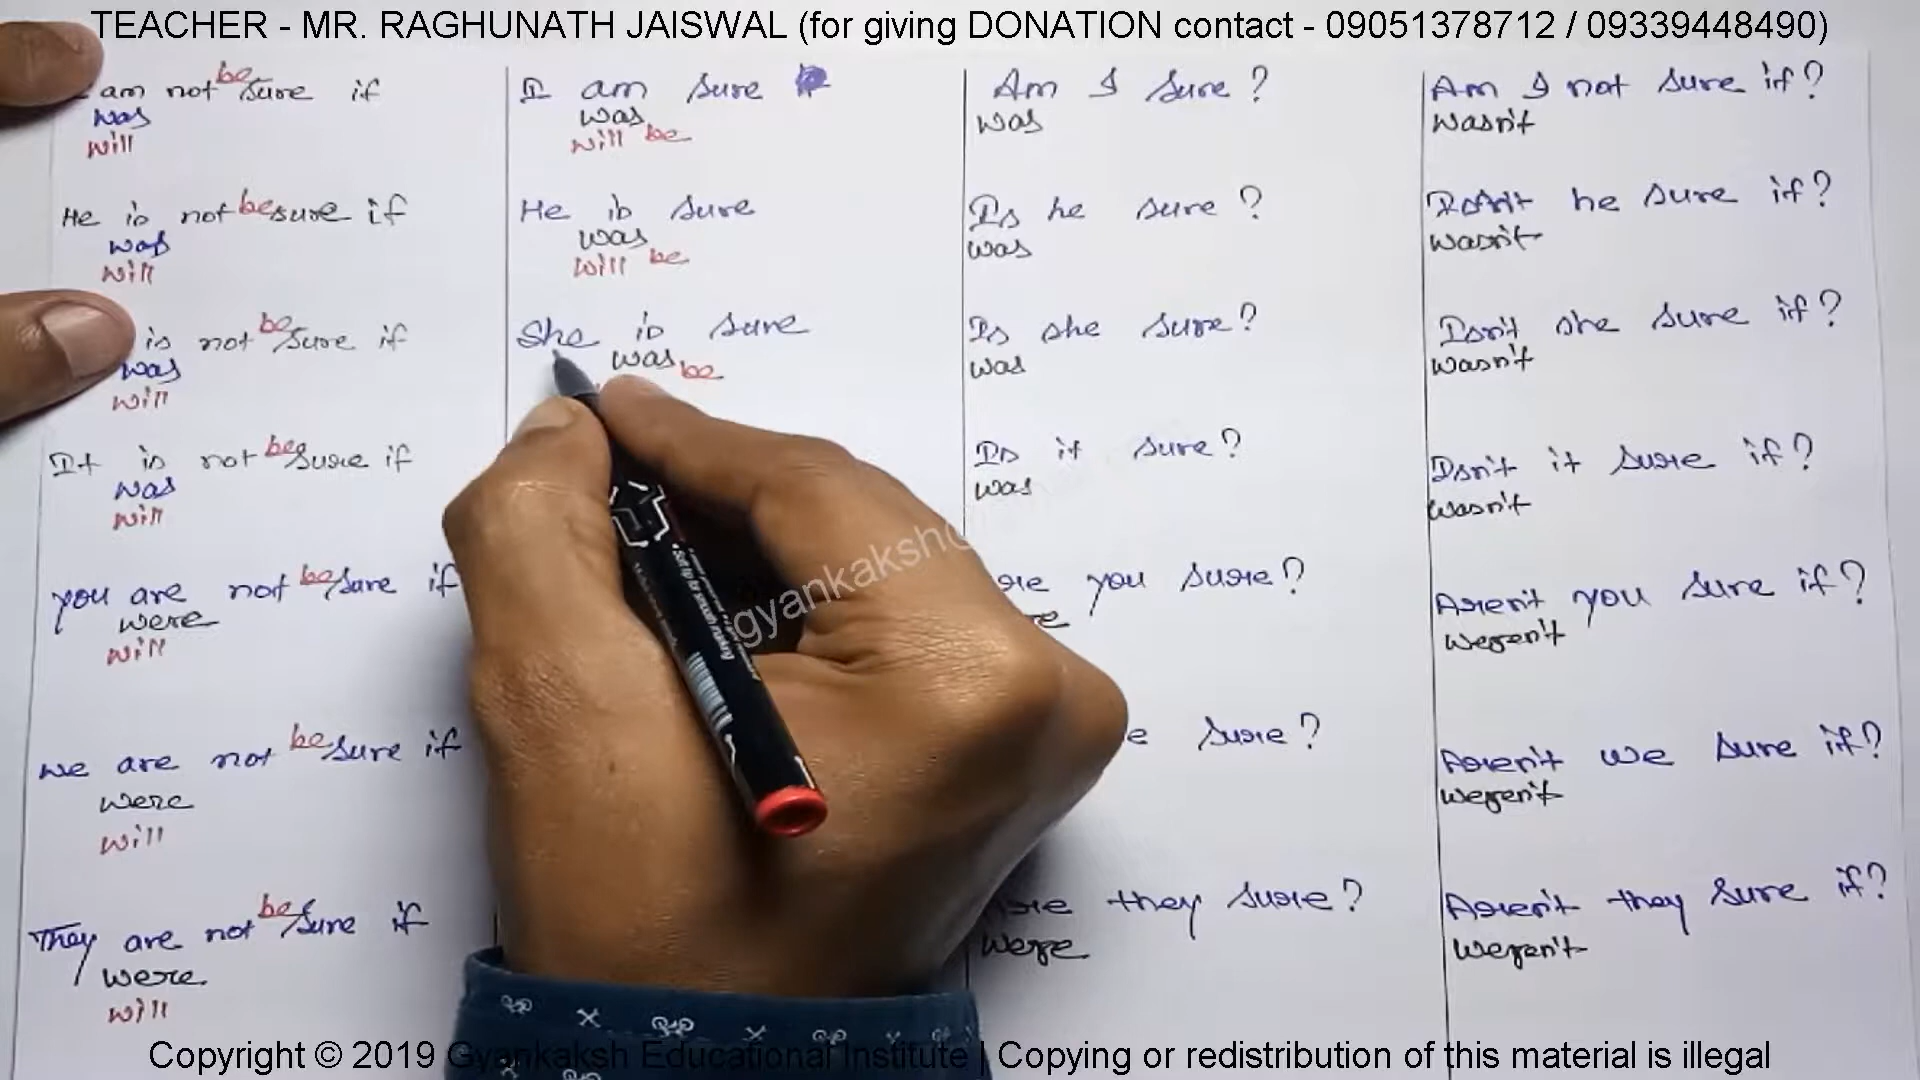 TEACHER - MR. RAGHUNATH JAISWAL (for giving DONATION contact - 09051378712 / 09339448490)
am not be sure if
was
will
He is not be sure if
was
will
is not be sure if
was
will
It is not be sure if
was
will
you are not be sure if
were
will
we are not be sure if
were
will
They are not be sure if
were
will
I am sure
was
will be
He is sure
was
will be
She is sure
was
be
Am I sure?
was
Is he sure?
was
Is she sure?
was
Is it sure?
was
you sure?
sure?
they sure?
were
Am I not sure if?
wasn't
Isn't he sure if?
wasn't
Isn't she sure if?
wasn't
Isn't it sure if?
wasn't
Aren't you sure if?
weren't
Aren't we sure if?
weren't
Aren't they sure if?
weren't
gyankaksh
Copyright © 2019 Gyankaksh Educational Institute | Copying or redistribution of this material is illegal